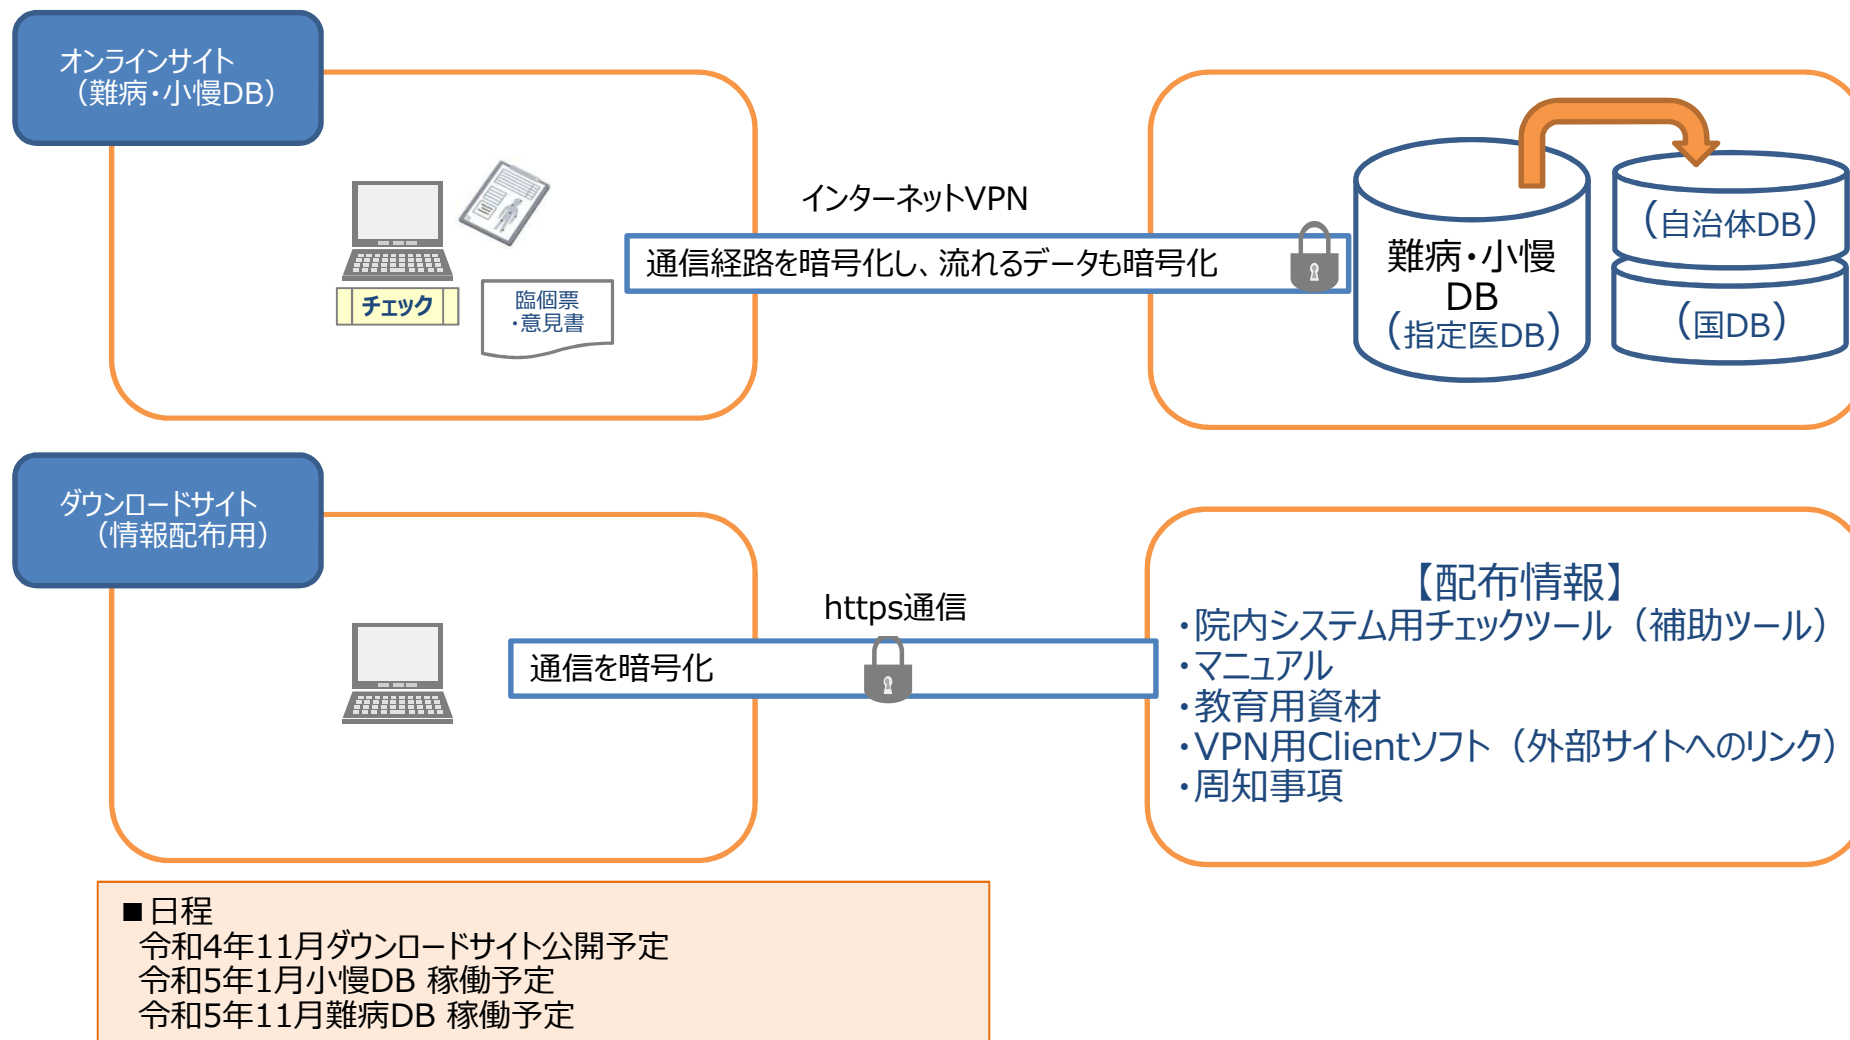 オンラインサイト
（難病・小慢DB）
インターネットVPN
通信経路を暗号化し、流れるデータも暗号化
チェック
臨個票
・意見書
難病・小慢
DB
（指定医DB）
（自治体DB）
（国DB）
ダウンロードサイト
（情報配布用）
https通信
通信を暗号化
【配布情報】
・院内システム用チェックツール（補助ツール）
・マニュアル
・教育用資材
・VPN用Clientソフト（外部サイトへのリンク）
・周知事項
■日程
令和4年11月ダウンロードサイト公開予定
令和5年1月小慢DB 稼働予定
令和5年11月難病DB 稼働予定